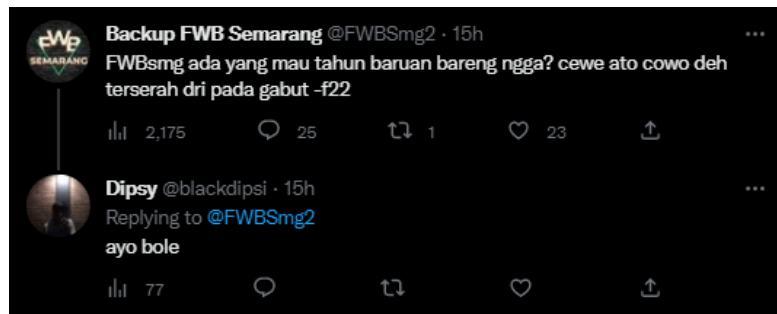 FWB
SEMARANG
Backup FWB Semarang @FWBSmg2 · 15h
FWBsmg ada yang mau tahun baruan bareng ngga? cewe ato cowo deh
terserah dri pada gabut -f22
2,175 25 1 23
Dipsy @blackdipsi · 15h
Replying to @FWBSmg2
ayo bole
77